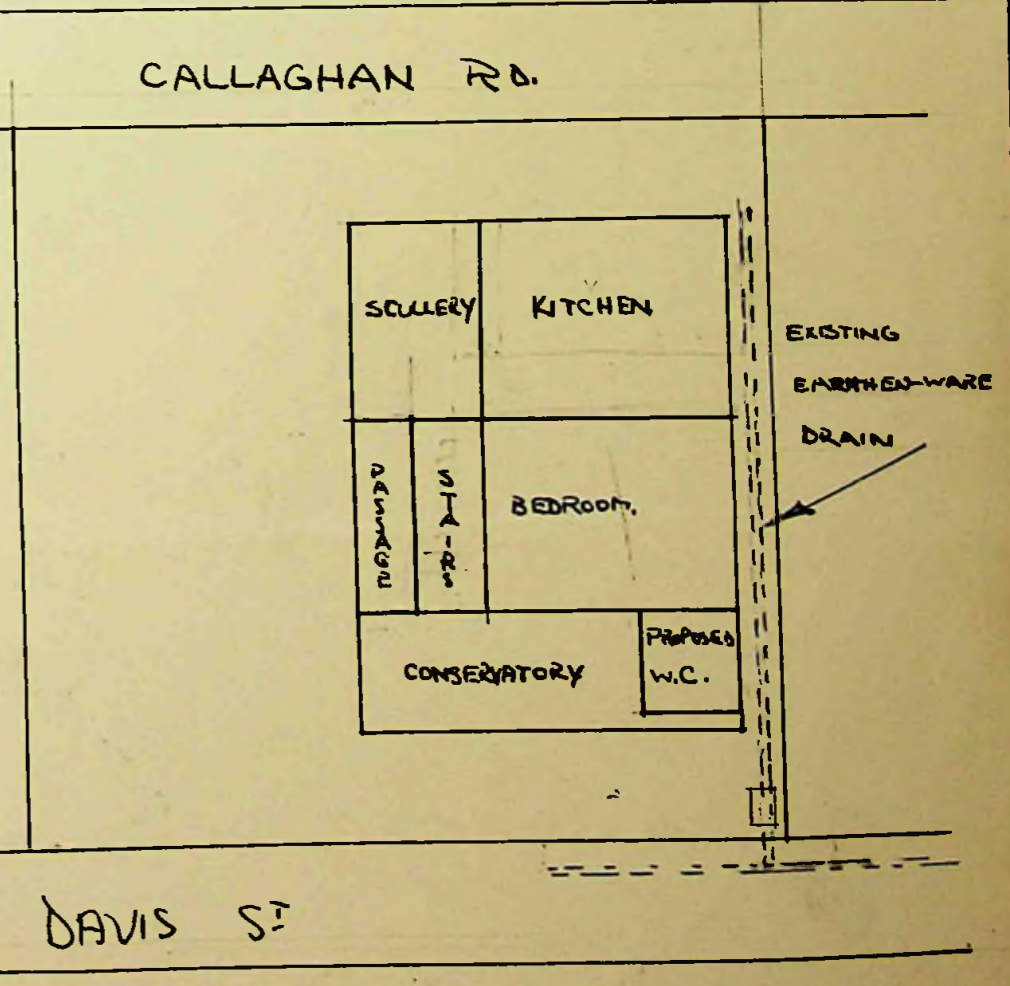 CALLAGHAN RD.
SCULLERY
KITCHEN
EXISTING
EARTHEN-WARE
DRAIN
PASSAGE
STAIRS
BEDROOM.
CONSERVATORY
PROPOSED
W.C.
DAVIS ST